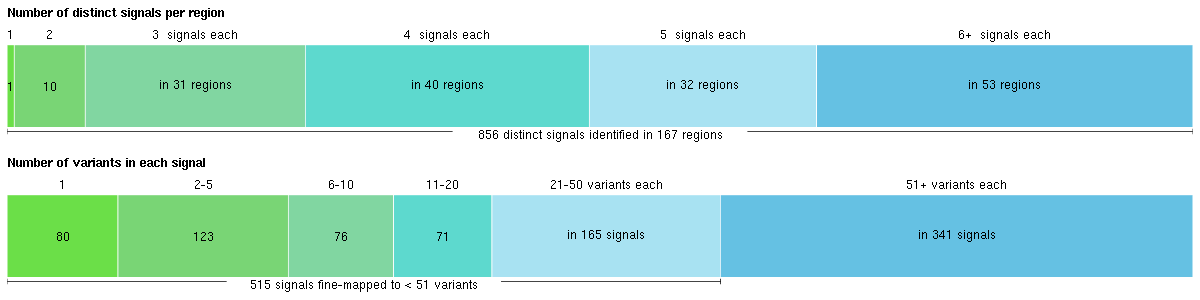 Number of distinct signals per region
1 2 3 signals each 4 signals each 5 signals each 6+ signals each
1 10 in 31 regions in 40 regions in 32 regions in 53 regions
856 distinct signals identified in 167 regions
Number of variants in each signal
1 2-5 6-10 11-20 21-50 variants each 51+ variants each
80 123 76 71 in 165 signals in 341 signals
515 signals fine-mapped to < 51 variants